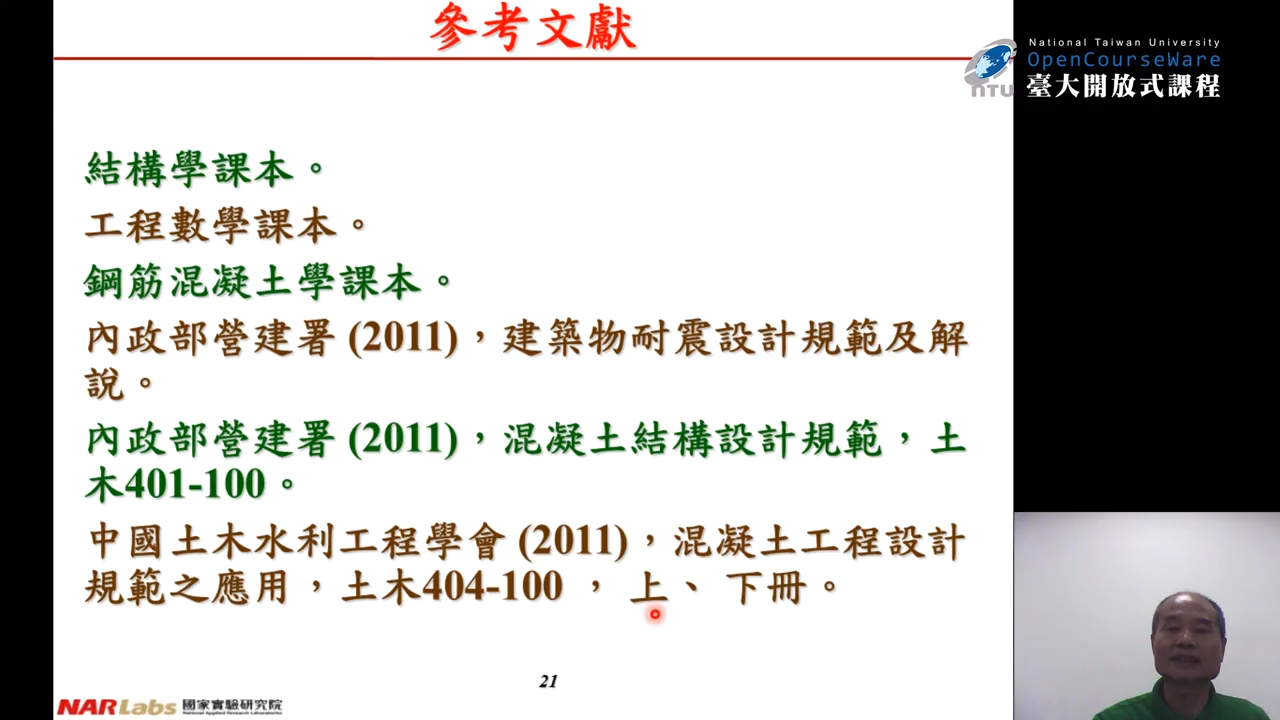 參考文獻
National Taiwan University
OpenCourseWare
臺大開放式課程
NTU
結構學課本。
工程數學課本。
鋼筋混凝土學課本。
內政部營建署 (2011)，建築物耐震設計規範及解
說。
內政部營建署 (2011)，混凝土結構設計規範，土
木401-100。
中國土木水利工程學會 (2011)，混凝土工程設計
規範之應用，土木404-100 ， 上、 下冊。
21
NARLabs 國家實驗研究院
National Applied Research Laboratories